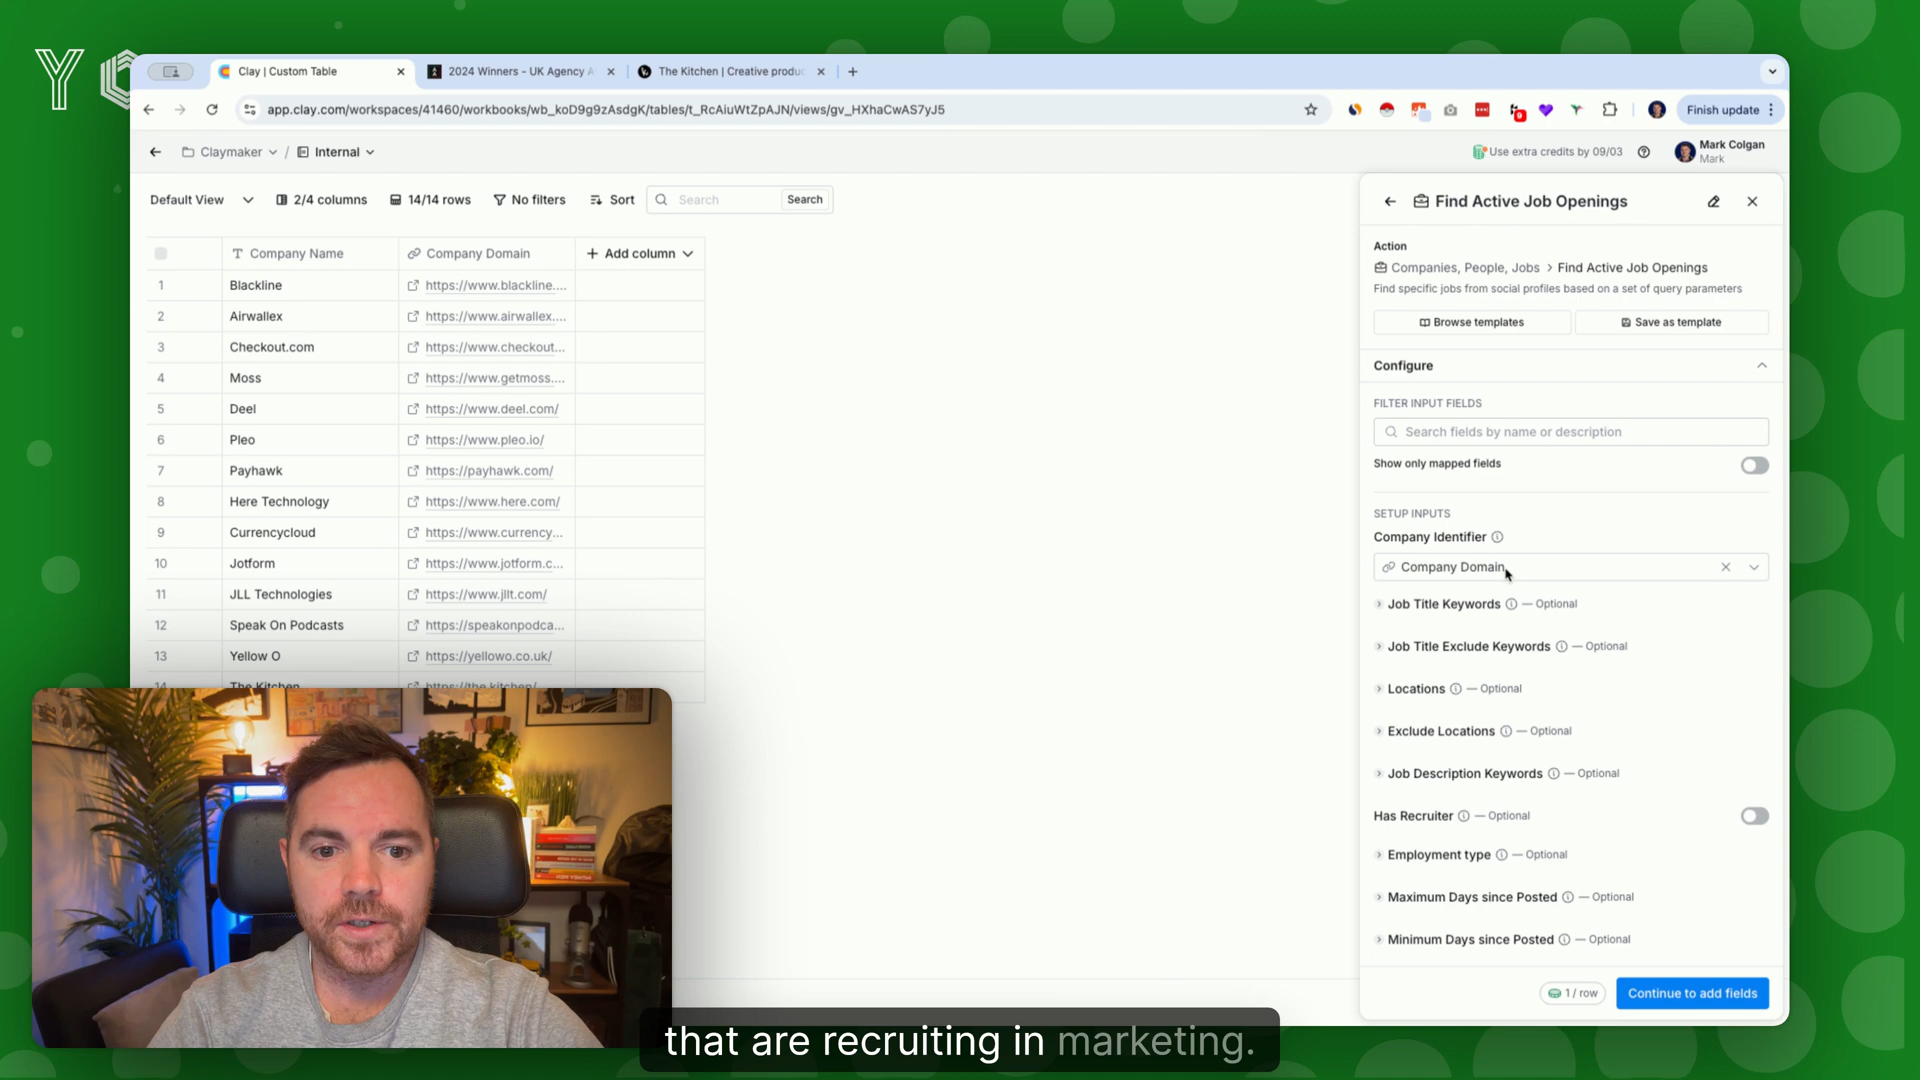 Clay | Custom Table
2024 Winners - UK Agency A
The Kitchen | Creative produc
app.clay.com/workspaces/41460/workbooks/wb_koD9g9zAsdgK/tables/t_RcAiuWtZpAJN/views/gv_HXhaCwAS7yJ5
Finish update
Claymaker / Internal
Use extra credits by 09/03
Mark Colgan
Mark
Default View
2/4 columns
14/14 rows
No filters
Sort
Search
Search
Company Name
Company Domain
Add column
1 Blackline https://www.blackline....
2 Airwallex https://www.airwallex....
3 Checkout.com https://www.checkout...
4 Moss https://www.getmoss....
5 Deel https://www.deel.com/
6 Pleo https://www.pleo.io/
7 Payhawk https://payhawk.com/
8 Here Technology https://www.here.com/
9 Currencycloud https://www.currency...
10 Jotform https://www.jotform.c...
11 JLL Technologies https://www.jllt.com/
12 Speak On Podcasts https://speakonpodca...
13 Yellow O https://yellowo.co.uk/
14 The Kitchen https://the.kitchen/
Find Active Job Openings
Action
Companies, People, Jobs > Find Active Job Openings
Find specific jobs from social profiles based on a set of query parameters
Browse templates
Save as template
Configure
FILTER INPUT FIELDS
Search fields by name or description
Show only mapped fields
SETUP INPUTS
Company Identifier
Company Domain
Job Title Keywords — Optional
Job Title Exclude Keywords — Optional
Locations — Optional
Exclude Locations — Optional
Job Description Keywords — Optional
Has Recruiter — Optional
Employment type — Optional
Maximum Days since Posted — Optional
Minimum Days since Posted — Optional
1 / row
Continue to add fields
that are recruiting in marketing.